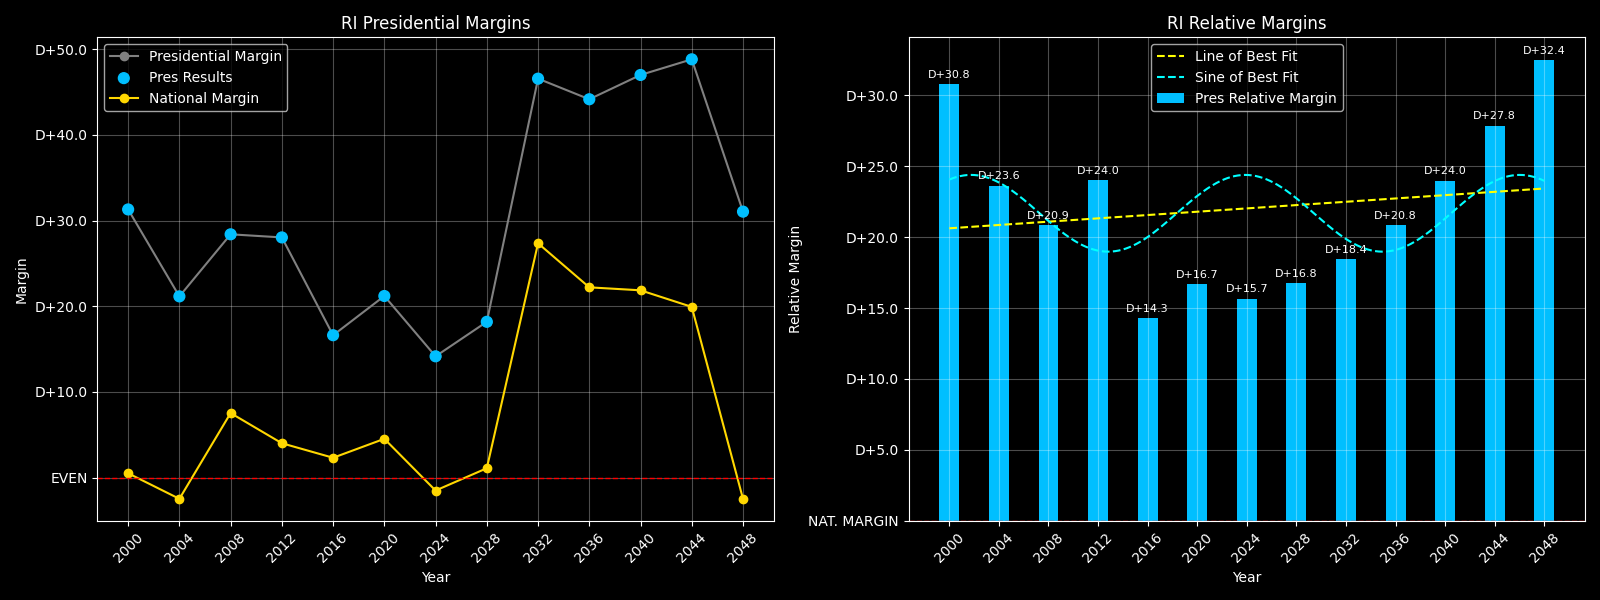 RI Presidential Margins
Presidential Margin
Pres Results
National Margin
D+50.0
D+40.0
D+30.0
D+20.0
D+10.0
EVEN
Margin
2000 2004 2008 2012 2016 2020 2024 2028 2032 2036 2040 2044 2048
Year
RI Relative Margins
Line of Best Fit
Sine of Best Fit
Pres Relative Margin
D+30.0
D+25.0
D+20.0
D+15.0
D+10.0
D+5.0
NAT. MARGIN
Relative Margin
D+30.8 D+23.6 D+20.9 D+24.0 D+14.3 D+16.7 D+15.7 D+16.8 D+18.4 D+20.8 D+24.0 D+27.8 D+32.4
2000 2004 2008 2012 2016 2020 2024 2028 2032 2036 2040 2044 2048
Year